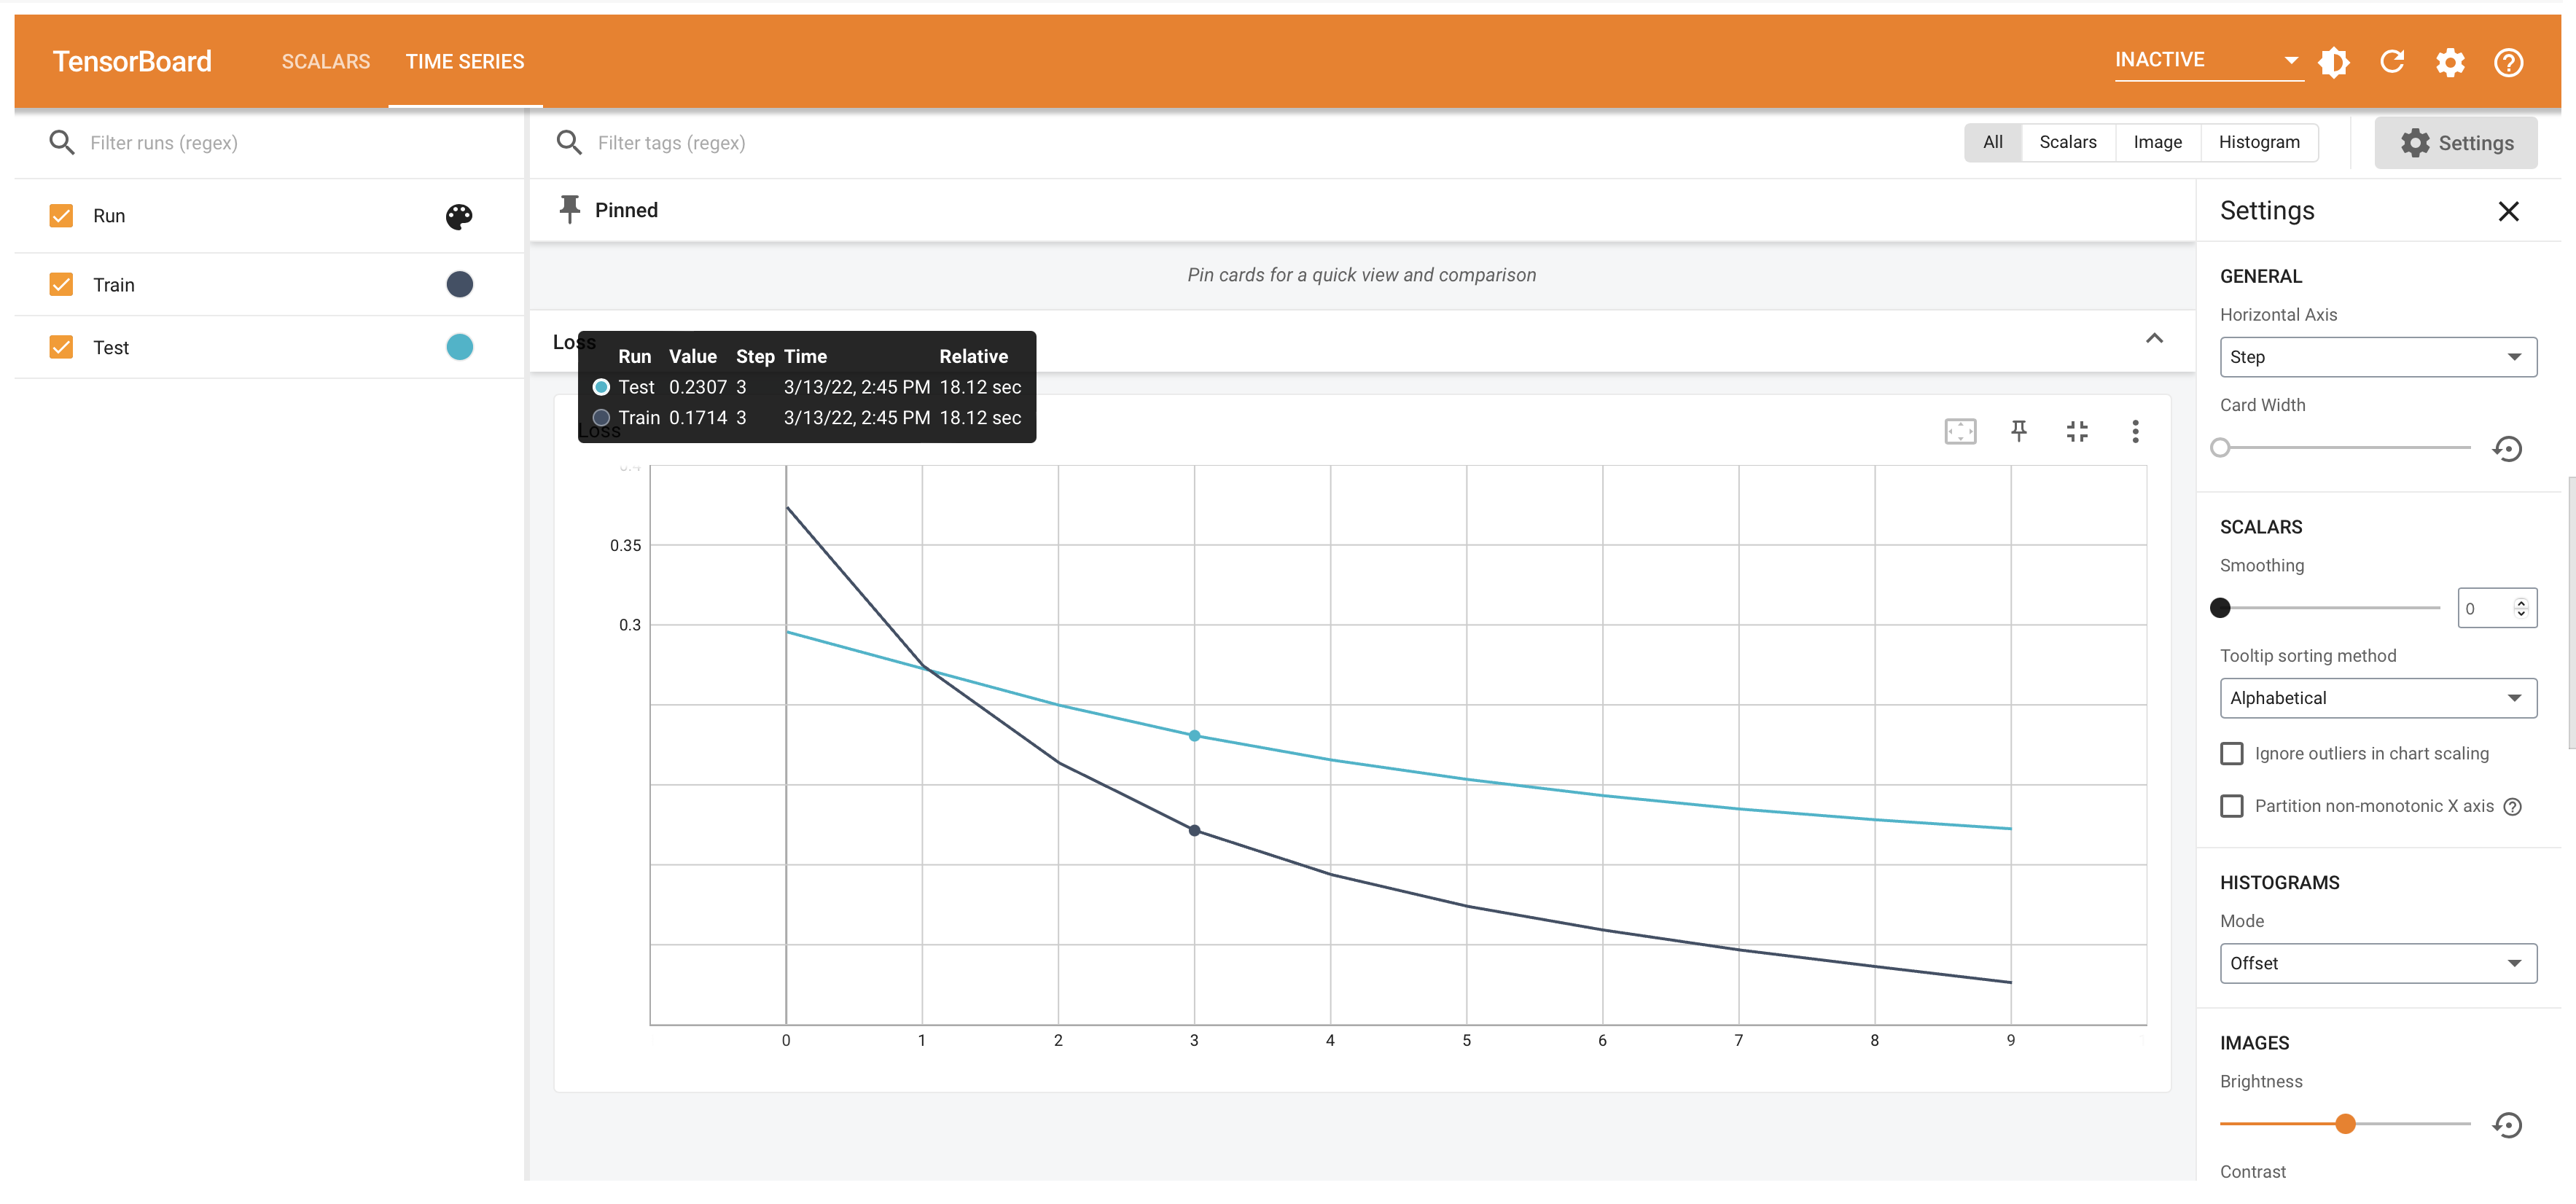 TensorBoard SCALARS TIME SERIES INACTIVE
Filter runs (regex)
Run
Train
Test
Filter tags (regex) All Scalars Image Histogram Settings
Pinned
Pin cards for a quick view and comparison
Loss
Run Value Step Time Relative
Test 0.2307 3 3/13/22, 2:45 PM 18.12 sec
Train 0.1714 3 3/13/22, 2:45 PM 18.12 sec
Loss
0.4
0.35
0.3
0 1 2 3 4 5 6 7 8 9
Settings
GENERAL
Horizontal Axis
Step
Card Width
SCALARS
Smoothing
0
Tooltip sorting method
Alphabetical
Ignore outliers in chart scaling
Partition non-monotonic X axis
HISTOGRAMS
Mode
Offset
IMAGES
Brightness
Contrast